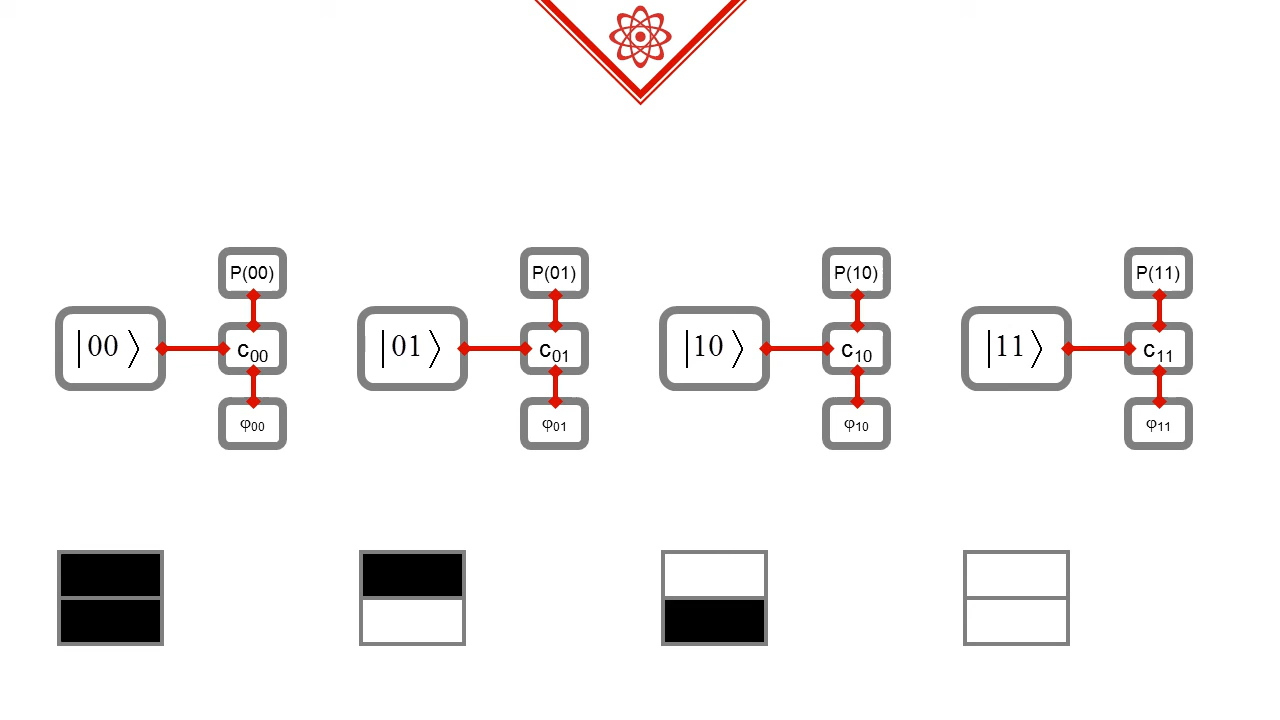 P(00) P(01) P(10) P(11)
|00⟩ c₀₀ |01⟩ c₀₁ |10⟩ c₁₀ |11⟩ c₁₁
φ₀₀ φ₀₁ φ₁₀ φ₁₁